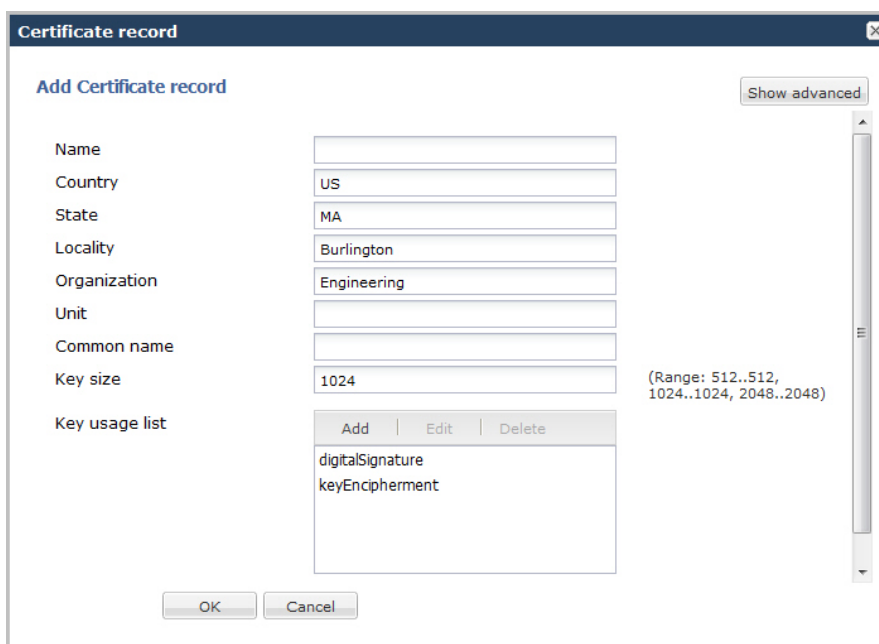 Certificate record
Add Certificate record
Show advanced
Name
Country US
State MA
Locality Burlington
Organization Engineering
Unit
Common name
Key size 1024 (Range: 512..512,
1024..1024, 2048..2048)
Key usage list Add Edit Delete
digitalSignature
keyEncipherment
OK Cancel